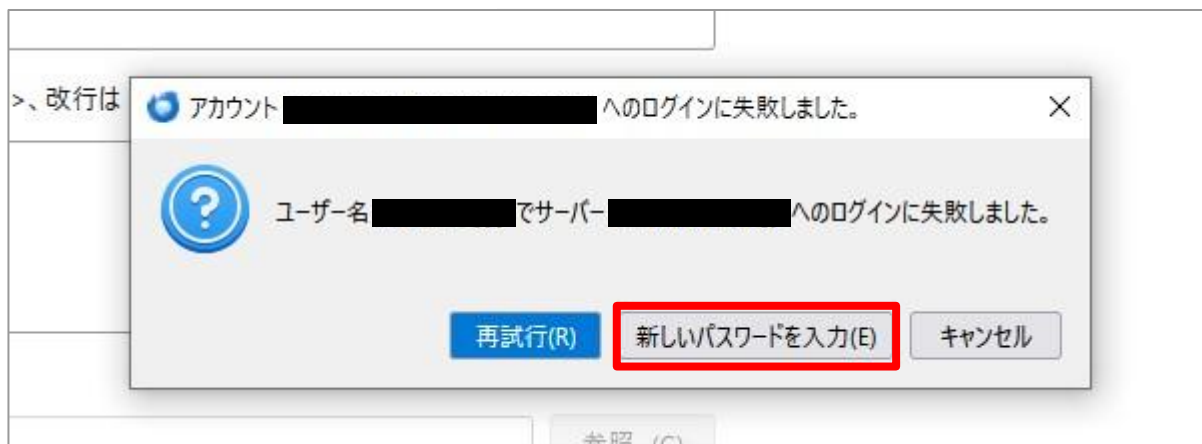 >、改行は
アカウント へのログインに失敗しました。
ユーザー名 でサーバー へのログインに失敗しました。
再試行(R) 新しいパスワードを入力(E) キャンセル
参照...(C)